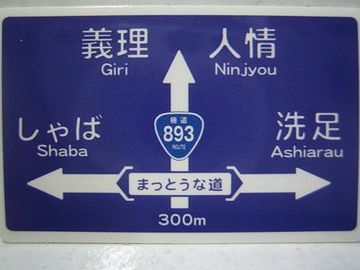 義理 人情
Giri Ninjyou
しゃば 洗足
Shaba Ashiarau
極道
893
ROUTE
まっとうな道
300m